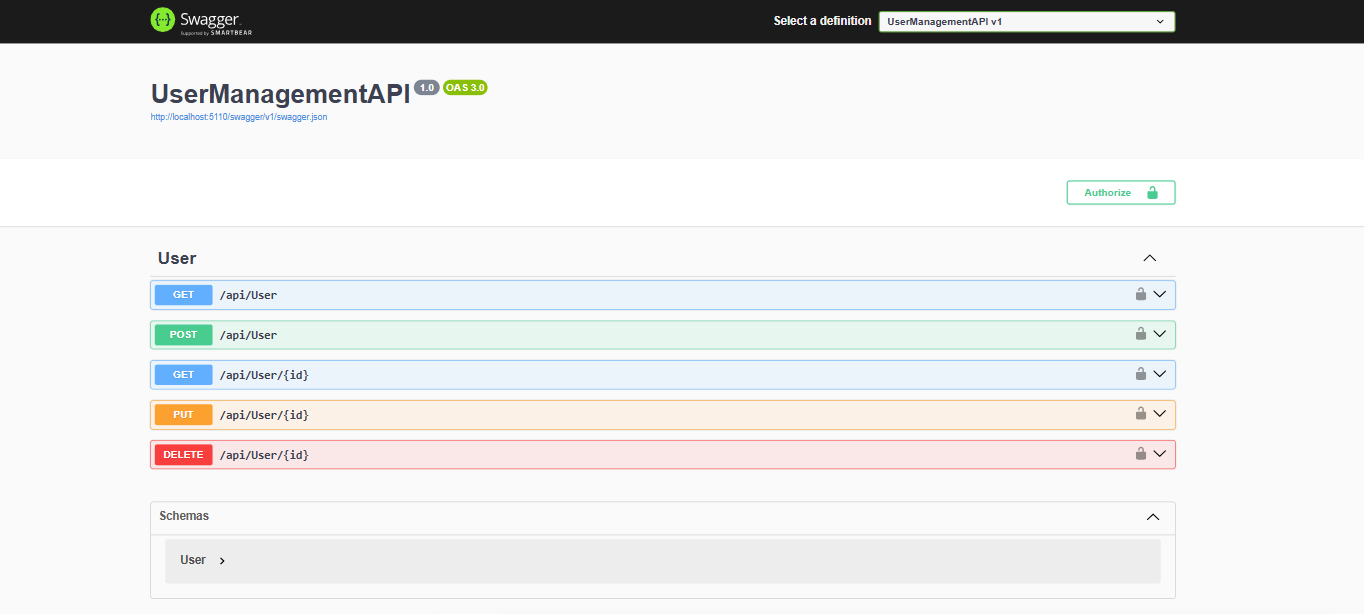 Swagger.
Supported by SMARTBEAR
Select a definition
UserManagementAPI v1
UserManagementAPI 1.0 OAS 3.0
http://localhost:5110/swagger/v1/swagger.json
Authorize
User
GET /api/User
POST /api/User
GET /api/User/{id}
PUT /api/User/{id}
DELETE /api/User/{id}
Schemas
User